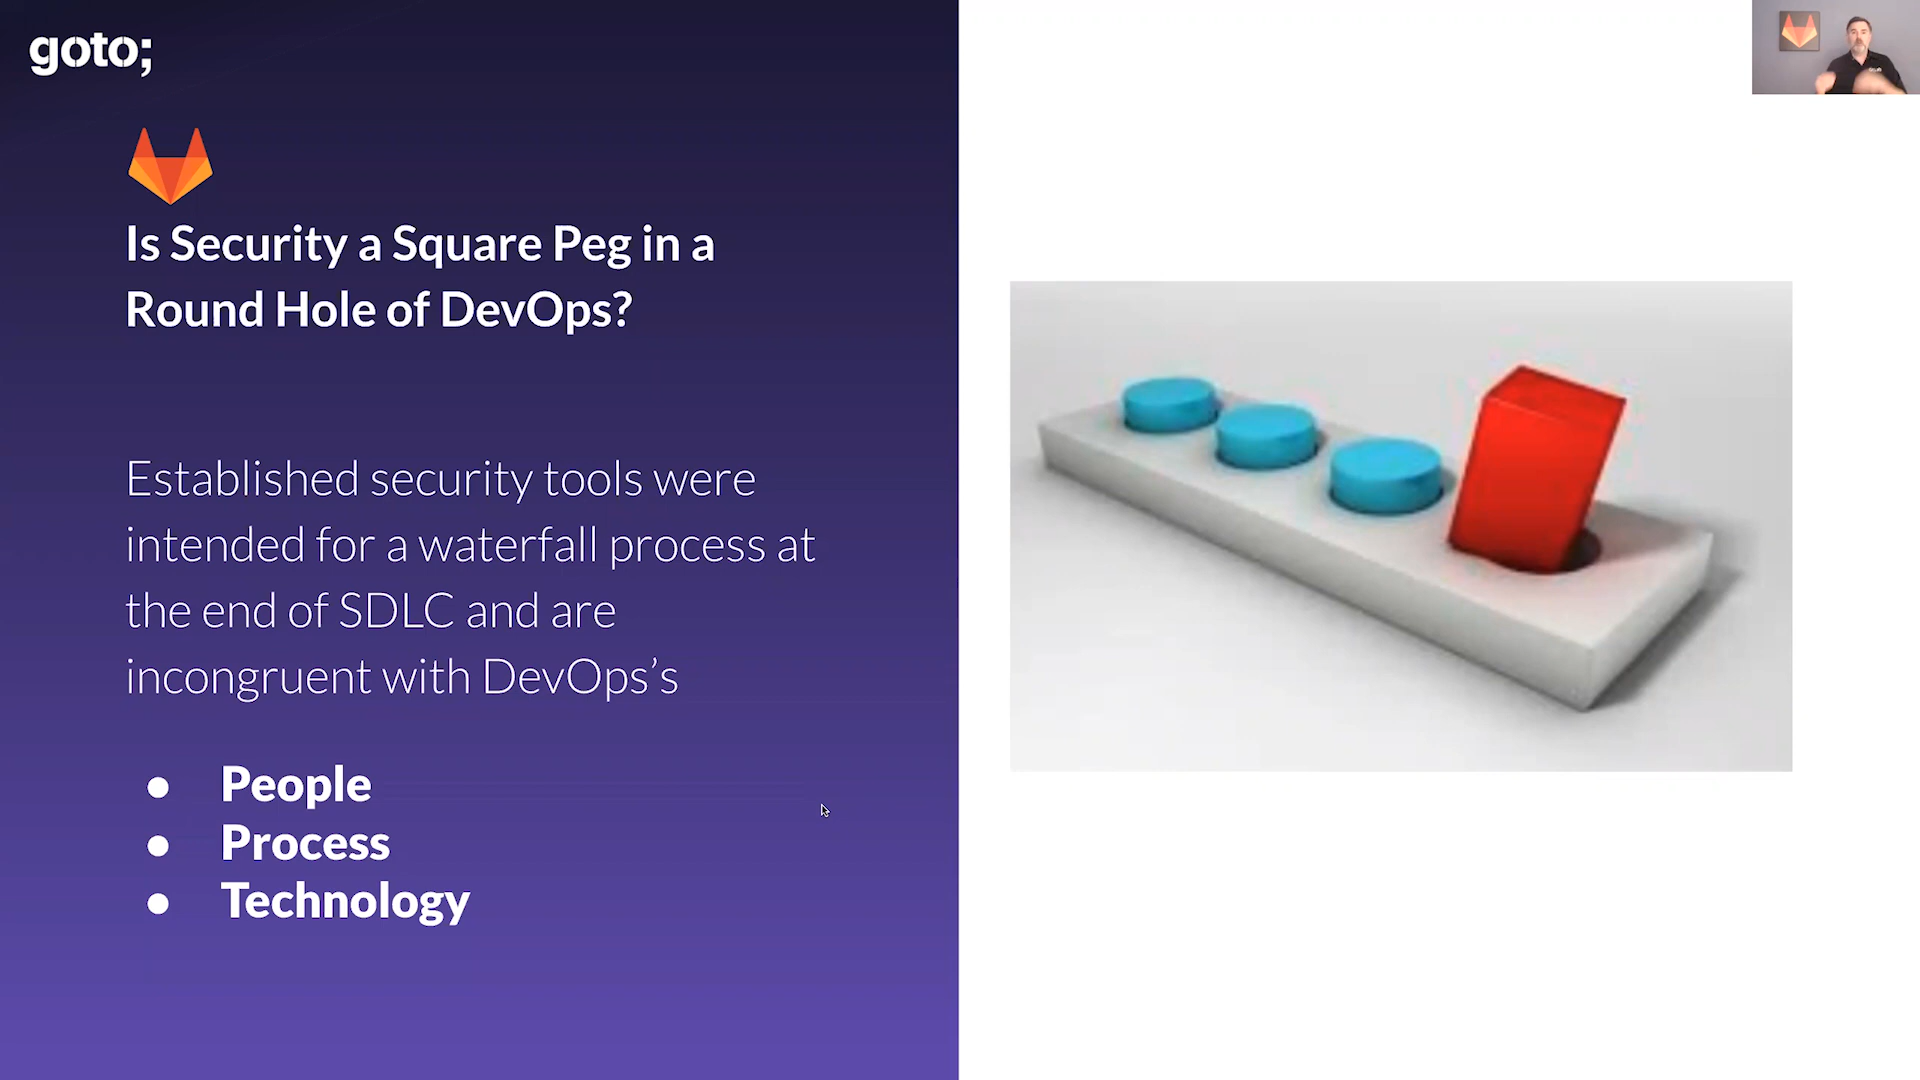 goto;
Is Security a Square Peg in a
Round Hole of DevOps?
Established security tools were
intended for a waterfall process at
the end of SDLC and are
incongruent with DevOps’s
● People
● Process
● Technology